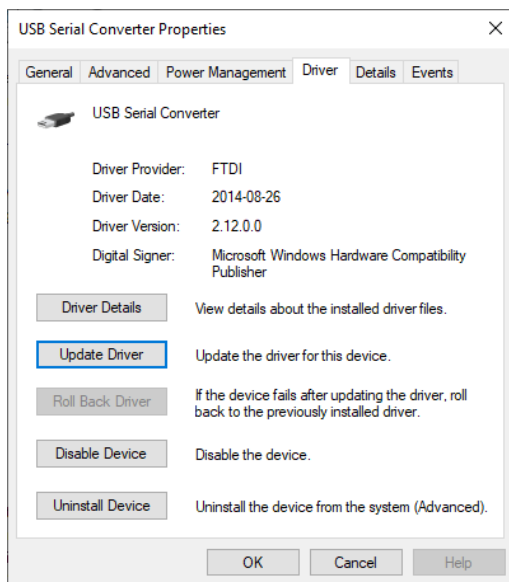 USB Serial Converter Properties
General Advanced Power Management Driver Details Events
USB Serial Converter
Driver Provider: FTDI
Driver Date: 2014-08-26
Driver Version: 2.12.0.0
Digital Signer: Microsoft Windows Hardware Compatibility
Publisher
Driver Details View details about the installed driver files.
Update Driver Update the driver for this device.
Roll Back Driver If the device fails after updating the driver, roll
back to the previously installed driver.
Disable Device Disable the device.
Uninstall Device Uninstall the device from the system (Advanced).
OK Cancel Help